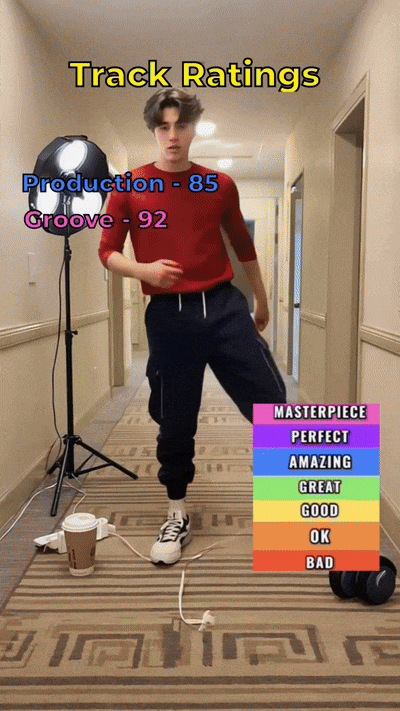 Track Ratings
Production - 85
Groove - 92
MASTERPIECE
PERFECT
AMAZING
GREAT
GOOD
OK
BAD